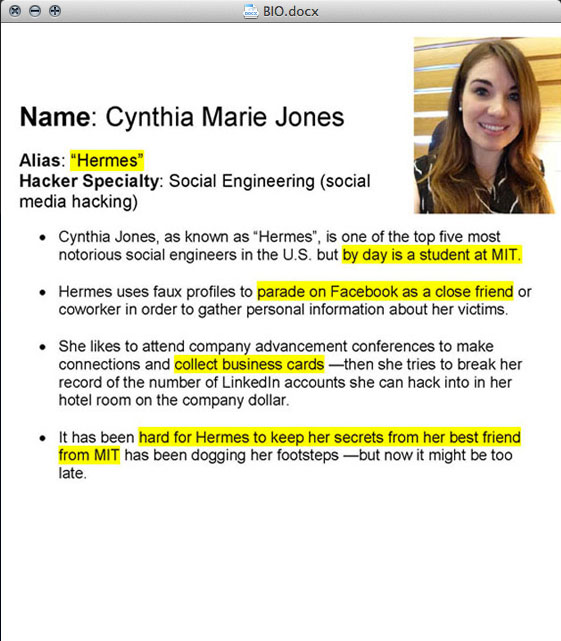 BIO.docx
Name: Cynthia Marie Jones
Alias: “Hermes”
Hacker Specialty: Social Engineering (social
media hacking)
• Cynthia Jones, as known as “Hermes”, is one of the top five most
notorious social engineers in the U.S. but by day is a student at MIT.
• Hermes uses faux profiles to parade on Facebook as a close friend or
coworker in order to gather personal information about her victims.
• She likes to attend company advancement conferences to make
connections and collect business cards —then she tries to break her
record of the number of LinkedIn accounts she can hack into in her
hotel room on the company dollar.
• It has been hard for Hermes to keep her secrets from her best friend
from MIT has been dogging her footsteps —but now it might be too
late.